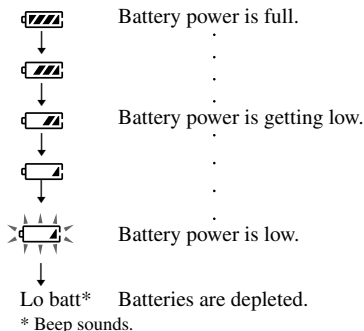 Battery power is full.
Battery power is getting low.
Battery power is low.
Lo batt* Batteries are depleted.
* Beep sounds.